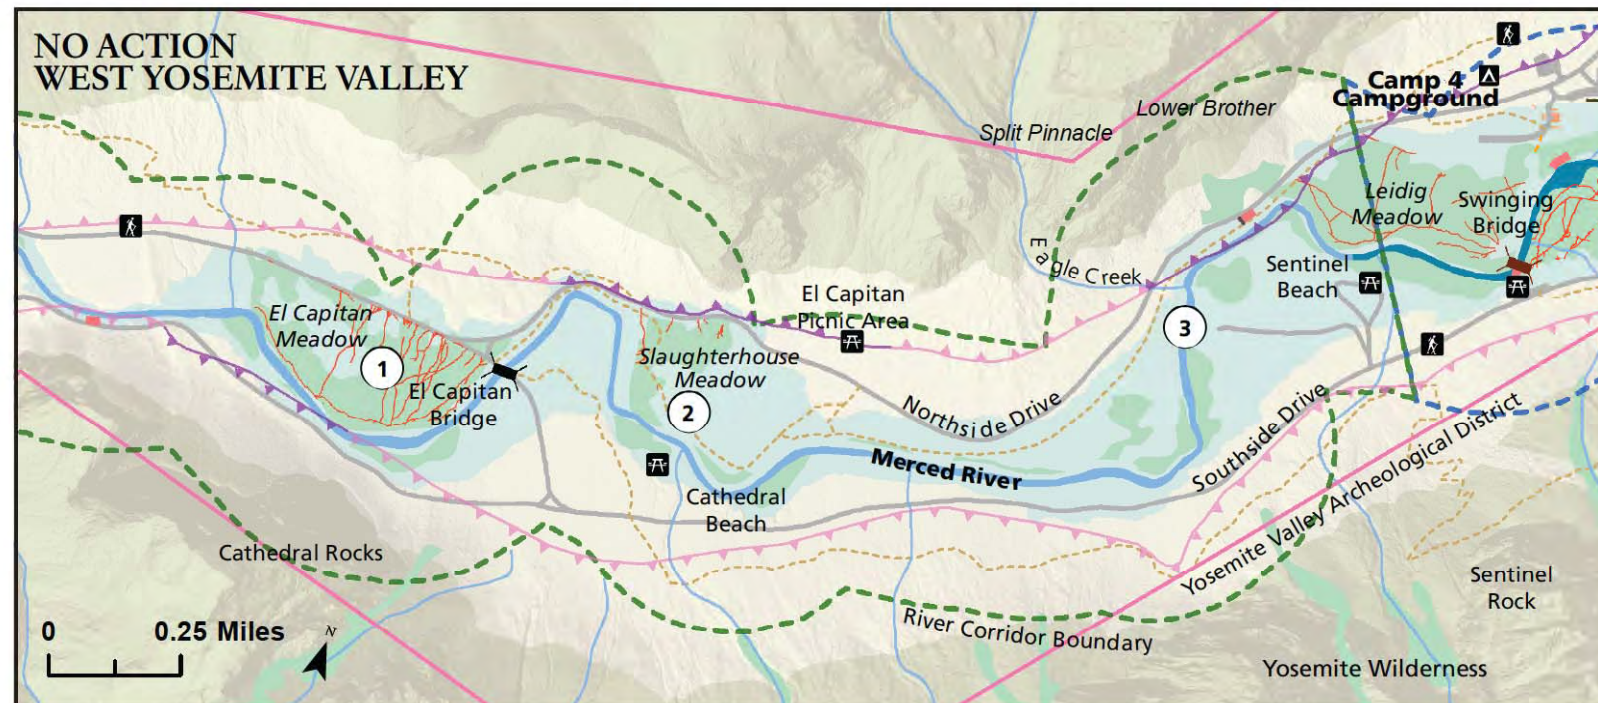 NO ACTION
WEST YOSEMITE VALLEY
Camp 4
Campground
Lower Brother
Split Pinnacle
Leidig
Meadow
Swinging
Bridge
Eagle Creek
Sentinel
Beach
El Capitan
Picnic Area
El Capitan
Meadow
1
El Capitan
Bridge
Slaughterhouse
Meadow
2
3
Northside Drive
Southside Drive
Merced River
Cathedral
Beach
Yosemite Valley Archeological District
Cathedral Rocks
Sentinel
Rock
River Corridor Boundary
Yosemite Wilderness
0 0.25 Miles
N